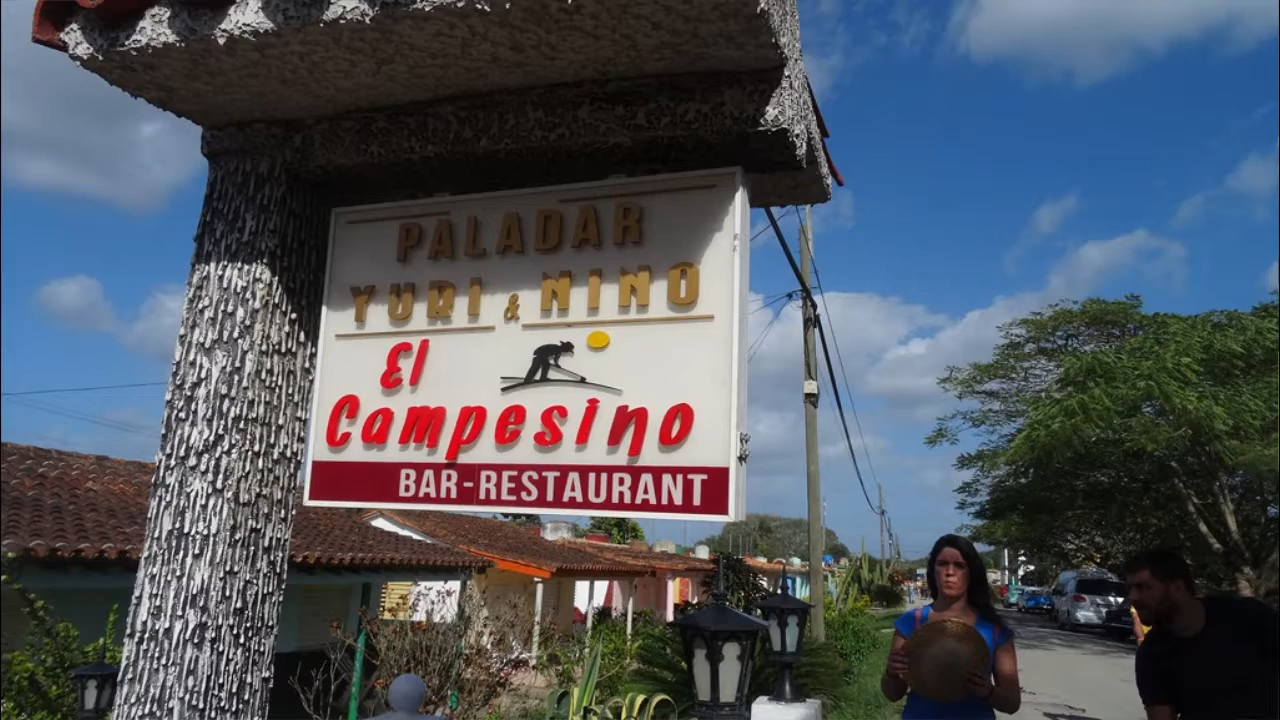 PALADAR
YURI & NINO
El
Campesino
BAR-RESTAURANT